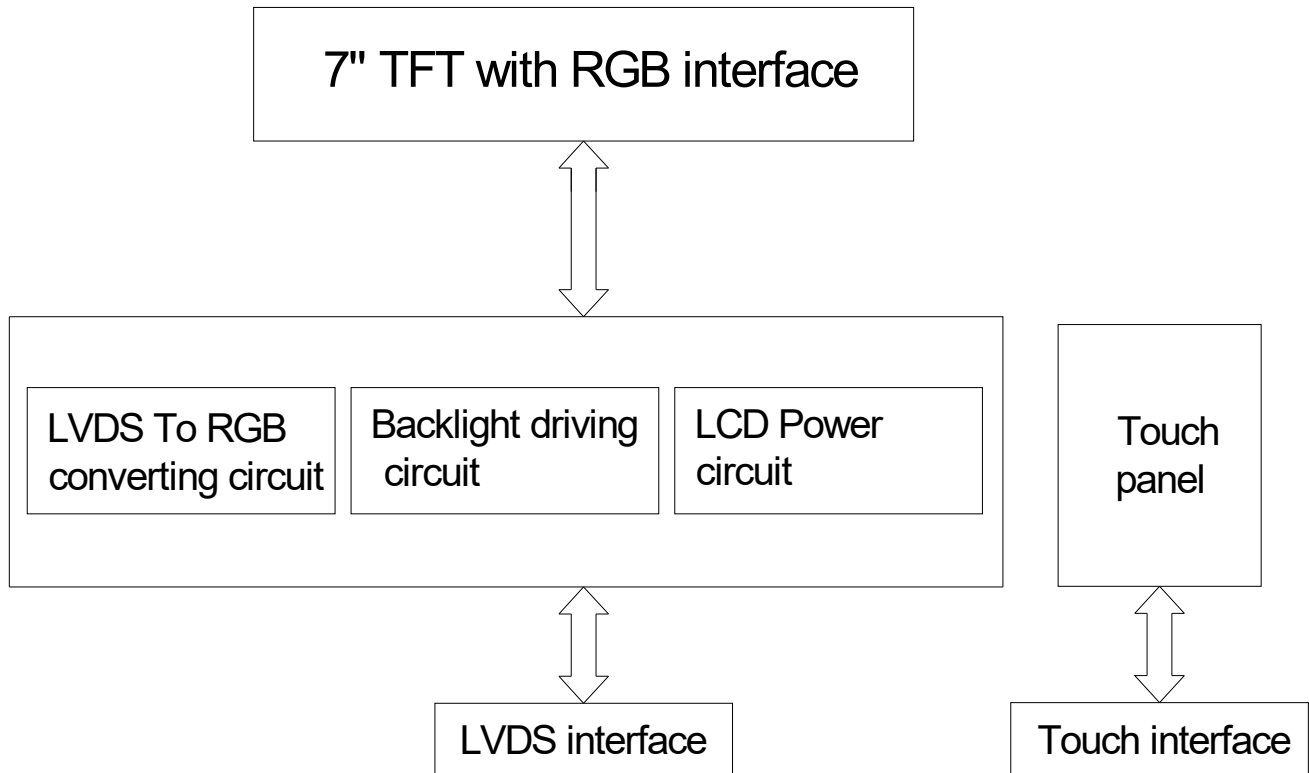 7" TFT with RGB interface
LVDS To RGB
converting circuit
Backlight driving
circuit
LCD Power
circuit
Touch
panel
LVDS interface
Touch interface